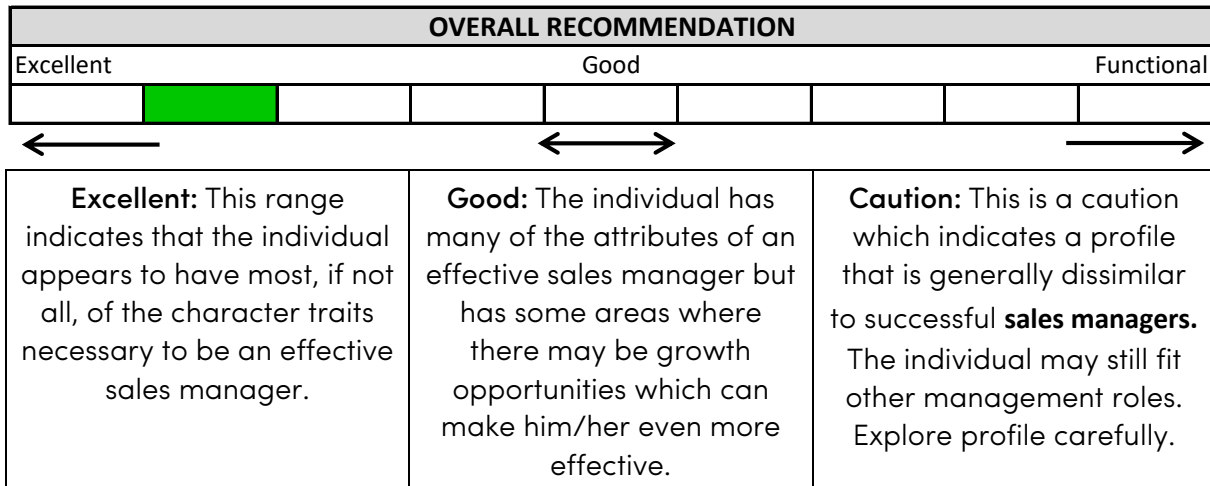 OVERALL RECOMMENDATION
Excellent Good Functional
Excellent: This range
indicates that the individual
appears to have most, if not
all, of the character traits
necessary to be an effective
sales manager.
Good: The individual has
many of the attributes of an
effective sales manager but
has some areas where
there may be growth
opportunities which can
make him/her even more
effective.
Caution: This is a caution
which indicates a profile
that is generally dissimilar
to successful sales managers.
The individual may still fit
other management roles.
Explore profile carefully.